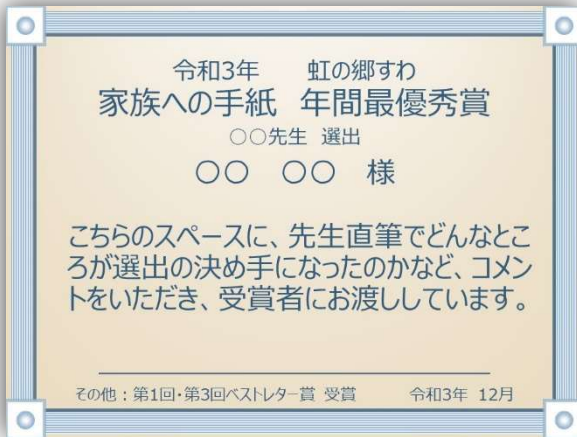 令和3年　　虹の郷すわ
家族への手紙　年間最優秀賞
○○先生　選出
○○　○○　様
こちらのスペースに、先生直筆でどんなとこ
ろが選出の決め手になったのかなど、コメン
トをいただき、受賞者にお渡ししています。
その他：第1回・第3回ベストレター賞 受賞　　令和3年 12月